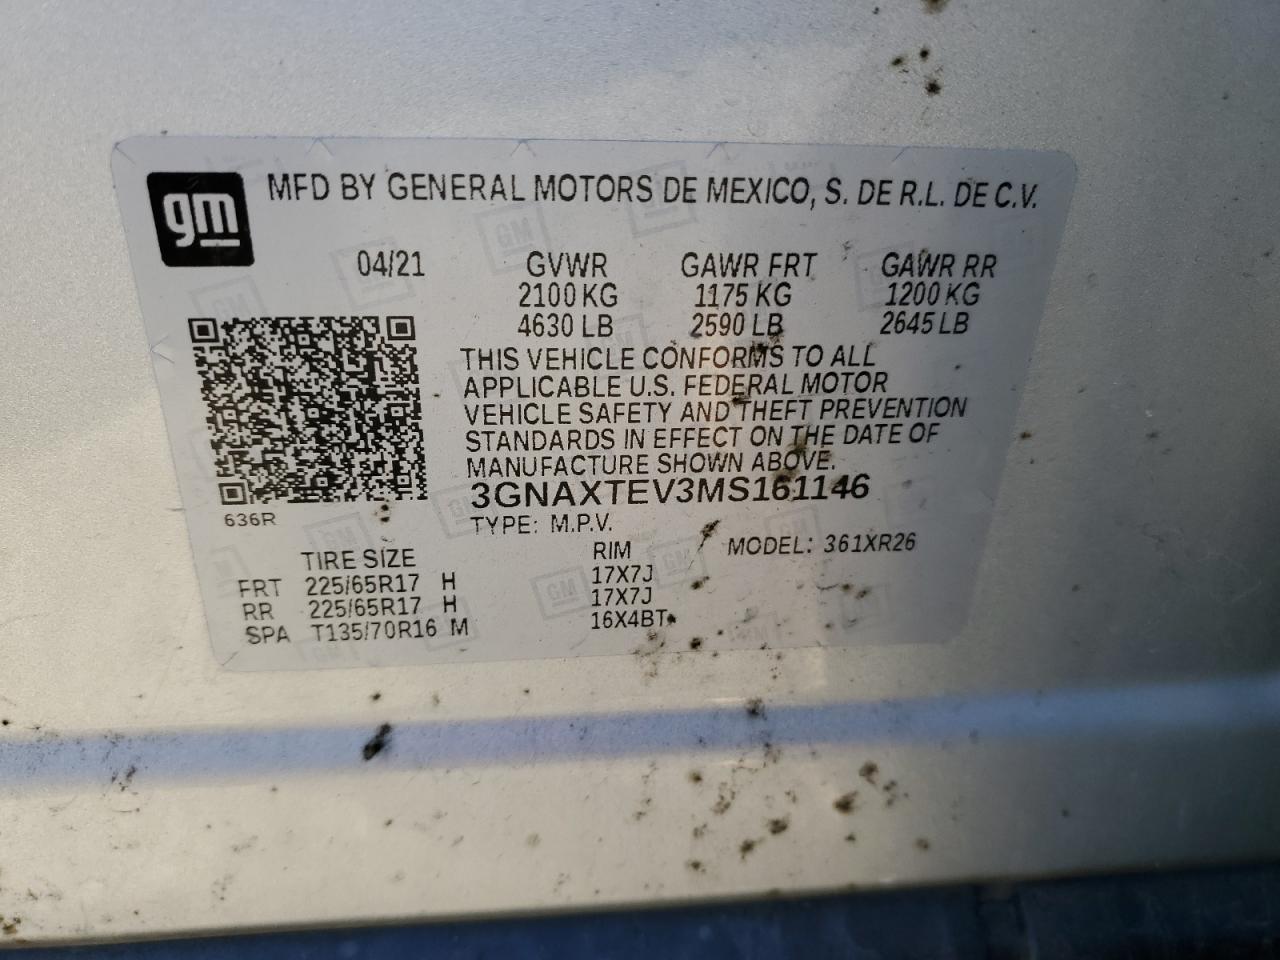 gm MFD BY GENERAL MOTORS DE MEXICO, S. DE R.L. DE C.V.
04/21 GVWR GAWR FRT GAWR RR
2100 KG 1175 KG 1200 KG
4630 LB 2590 LB 2645 LB
THIS VEHICLE CONFORMS TO ALL
APPLICABLE U.S. FEDERAL MOTOR
VEHICLE SAFETY AND THEFT PREVENTION
STANDARDS IN EFFECT ON THE DATE OF
MANUFACTURE SHOWN ABOVE.
3GNAXTEV3MS161146
636R TYPE: M.P.V.
TIRE SIZE RIM MODEL: 361XR26
FRT 225/65R17 H 17X7J
RR 225/65R17 H 17X7J
SPA T135/70R16 M 16X4BT